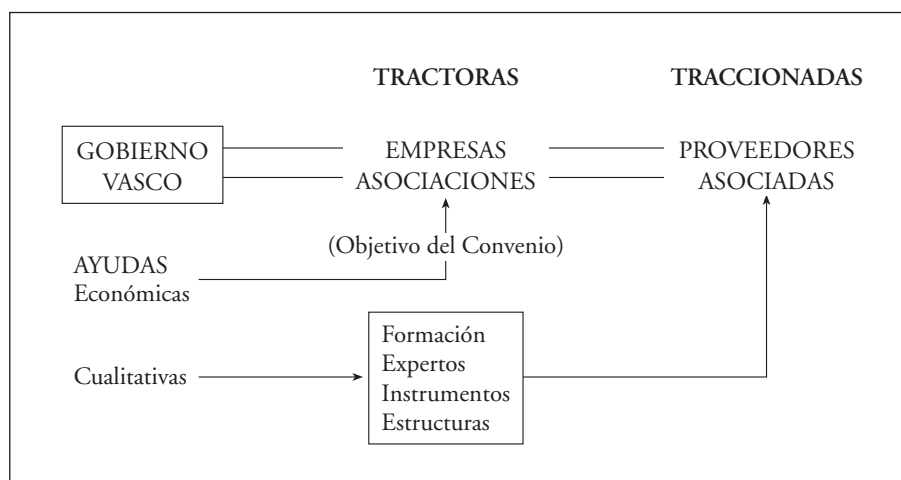 TRACTORAS TRACCIONADAS
GOBIERNO EMPRESAS PROVEEDORES
VASCO ASOCIACIONES ASOCIADAS
(Objetivo del Convenio)
AYUDAS
Económicas
Formación
Expertos
Cualitativas
Instrumentos
Estructuras